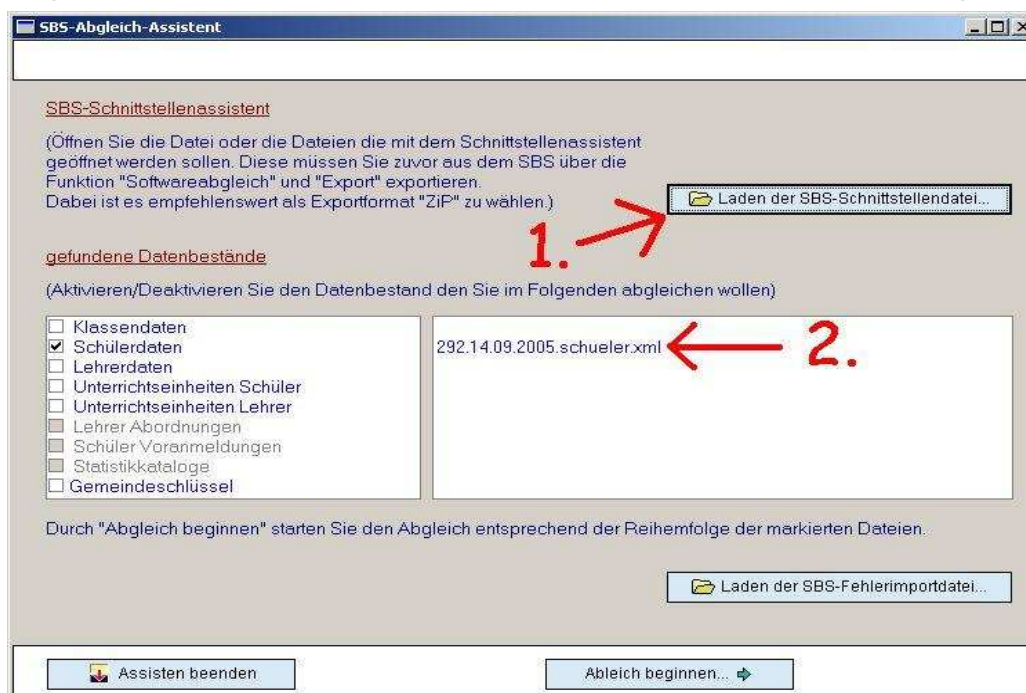 SBS-Abgleich-Assistent
SBS-Schnittstellenassistent
(Öffnen Sie die Datei oder die Dateien die mit dem Schnittstellenassistent
geöffnet werden sollen. Diese müssen Sie zuvor aus dem SBS über die
Funktion "Softwareabgleich" und "Export" exportieren.
Dabei ist es empfehlenswert als Exportformat "ZiP" zu wählen.)
Laden der SBS-Schnittstellendatei...
1.
gefundene Datenbestände
(Aktivieren/Deaktivieren Sie den Datenbestand den Sie im Folgenden abgleichen wollen)
Klassendaten
Schülerdaten
Lehrerdaten
Unterrichtseinheiten Schüler
Unterrichtseinheiten Lehrer
Lehrer Abordnungen
Schüler Voranmeldungen
Statistikkataloge
Gemeindeschlüssel
292.14.09.2005.schueler.xml
2.
Durch "Abgleich beginnen" starten Sie den Abgleich entsprechend der Reihemfolge der markierten Dateien.
Laden der SBS-Fehlerimportdatei...
Assisten beenden
Ableich beginnen...